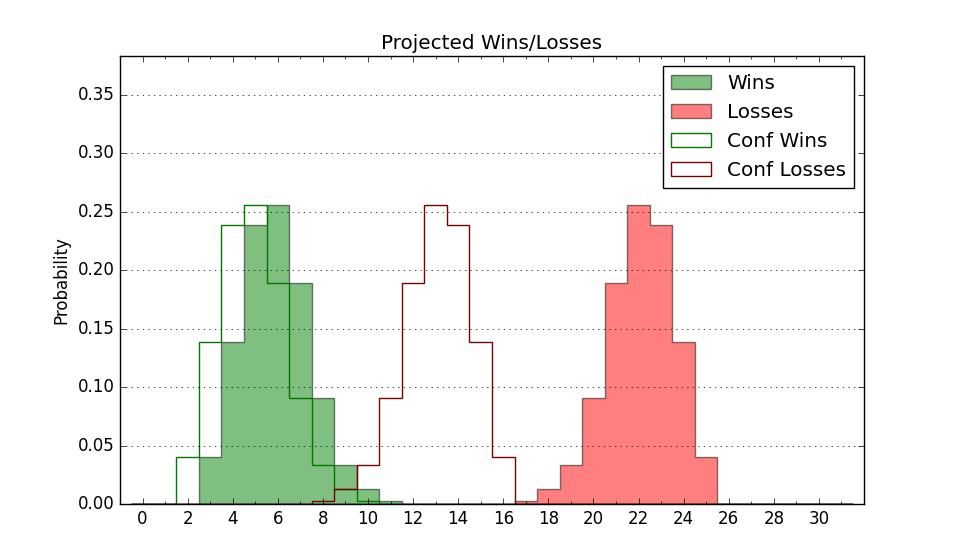 Projected Wins/Losses
Wins
Losses
Conf Wins
Conf Losses
Probability
0.35
0.30
0.25
0.20
0.15
0.10
0.05
0.00
0 2 4 6 8 10 12 14 16 18 20 22 24 26 28 30